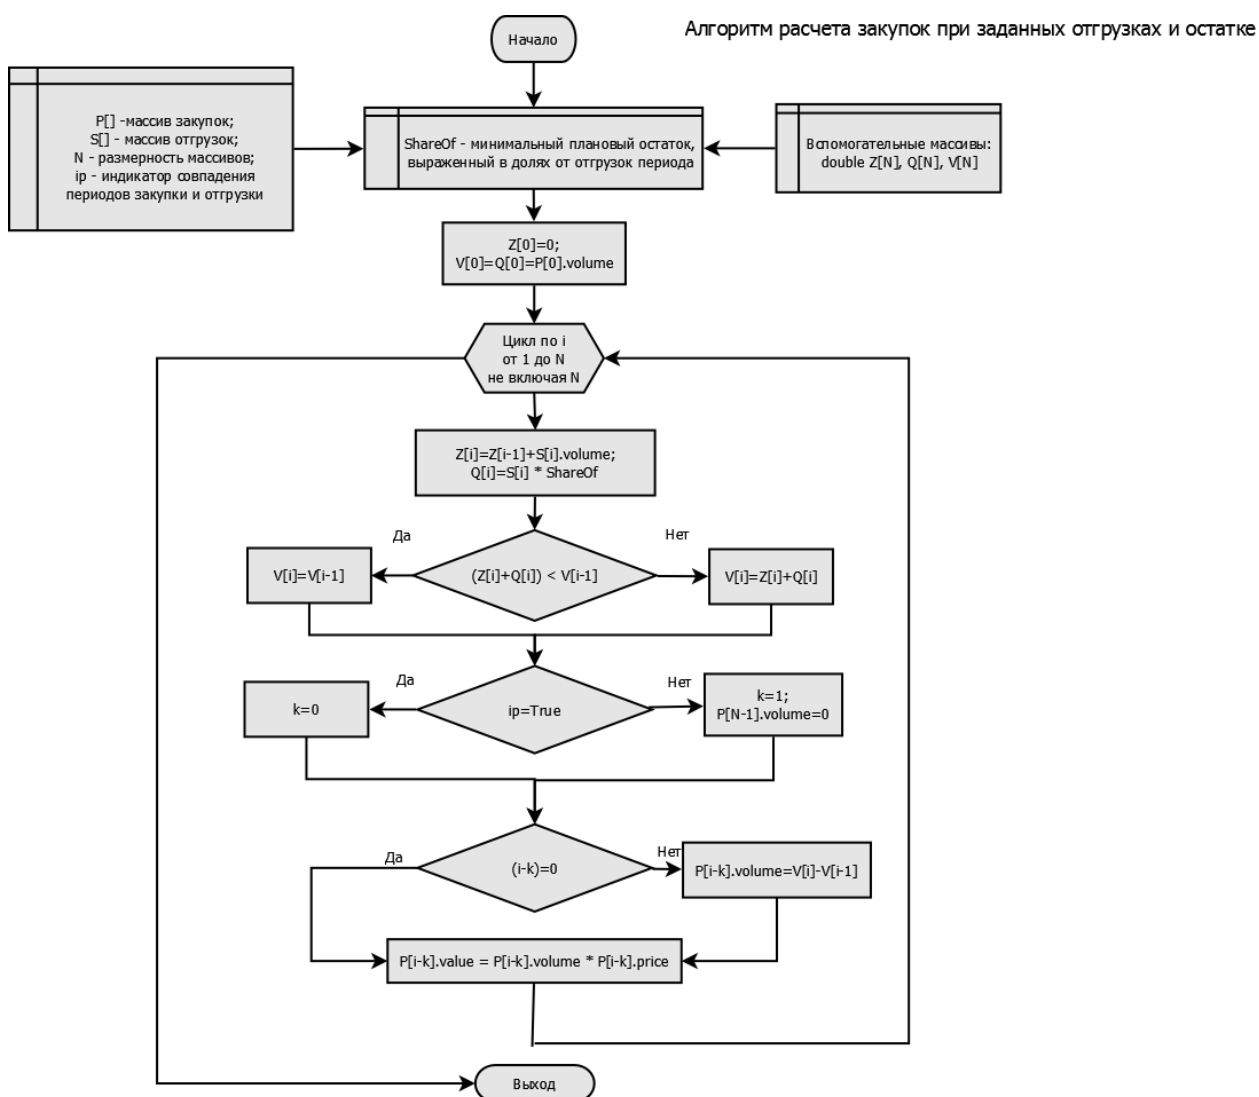 Алгоритм расчета закупок при заданных отгрузках и остатке
Начало
P[] -массив закупок;
S[] - массив отгрузок;
N - размерность массивов;
ip - индикатор совпадения
периодов закупки и отгрузки
ShareOf - минимальный плановый остаток,
выраженный в долях от отгрузок периода
Вспомогательные массивы:
double Z[N], Q[N], V[N]
Z[0]=0;
V[0]=Q[0]=P[0].volume
Цикл по i
от 1 до N
не включая N
Z[i]=Z[i-1]+S[i].volume;
Q[i]=S[i] * ShareOf
Да
Нет
V[i]=V[i-1]
(Z[i]+Q[i]) < V[i-1]
V[i]=Z[i]+Q[i]
Да
Нет
k=0
ip=True
k=1;
P[N-1].volume=0
Да
Нет
(i-k)=0
P[i-k].volume=V[i]-V[i-1]
P[i-k].value = P[i-k].volume * P[i-k].price
Выход